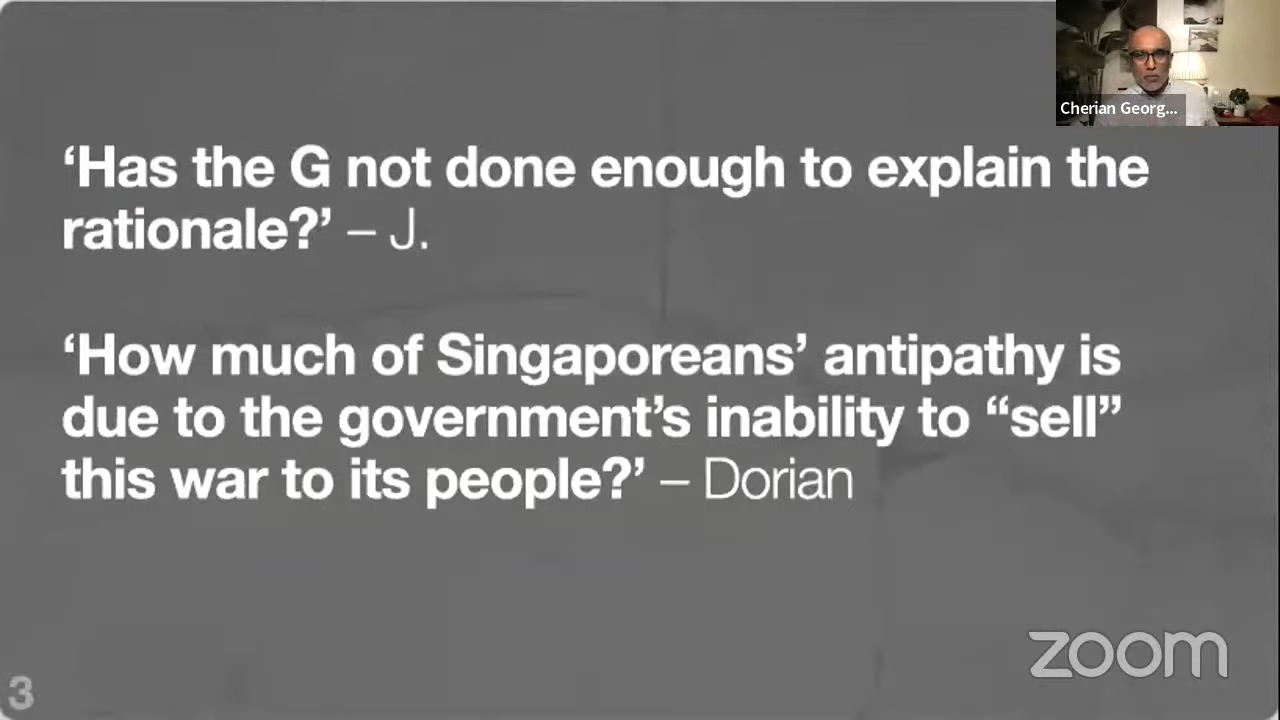 Cherian Georg...
‘Has the G not done enough to explain the
rationale?’ – J.
‘How much of Singaporeans’ antipathy is
due to the government’s inability to “sell”
this war to its people?’ – Dorian
zoom
3